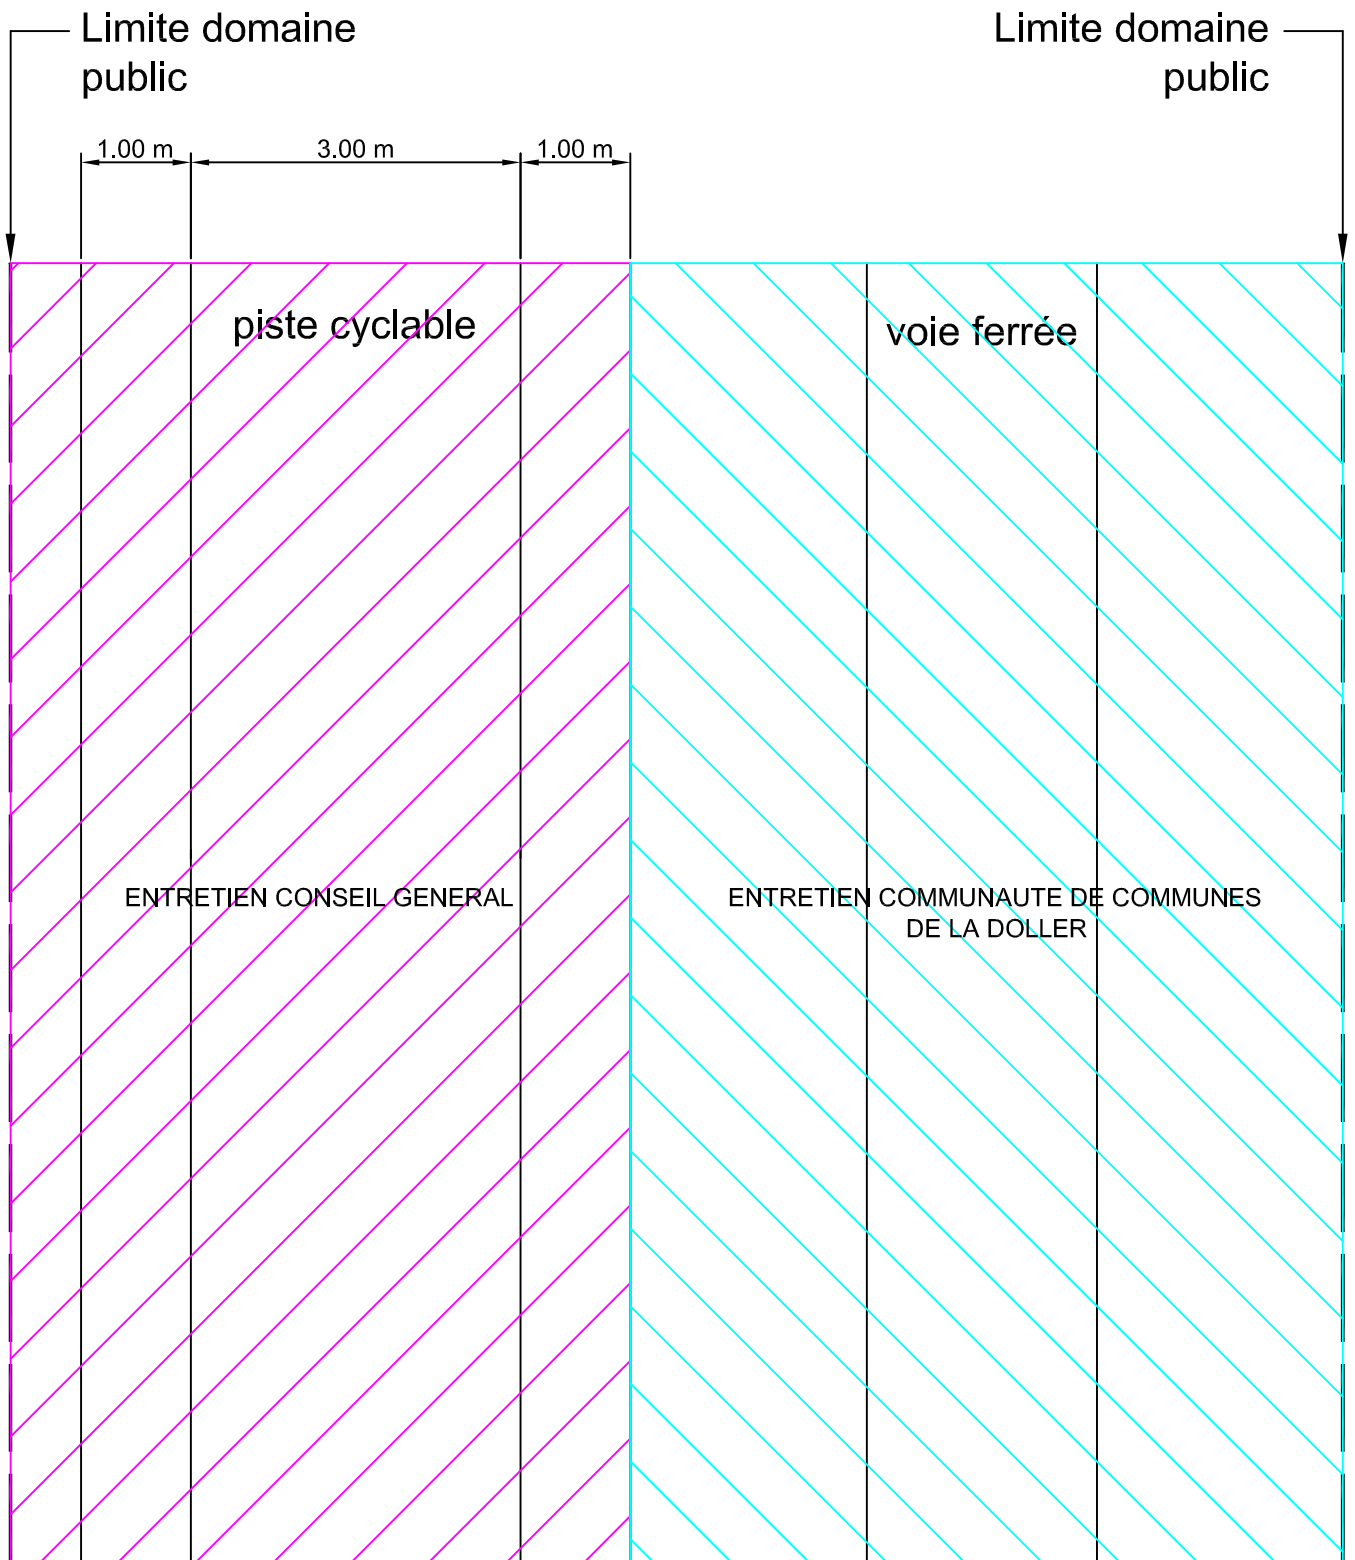 Limite domaine
public
Limite domaine
public
1.00 m
3.00 m
1.00 m
piste cyclable
voie ferrée
ENTRETIEN CONSEIL GENERAL
ENTRETIEN COMMUNAUTE DE COMMUNES
DE LA DOLLER